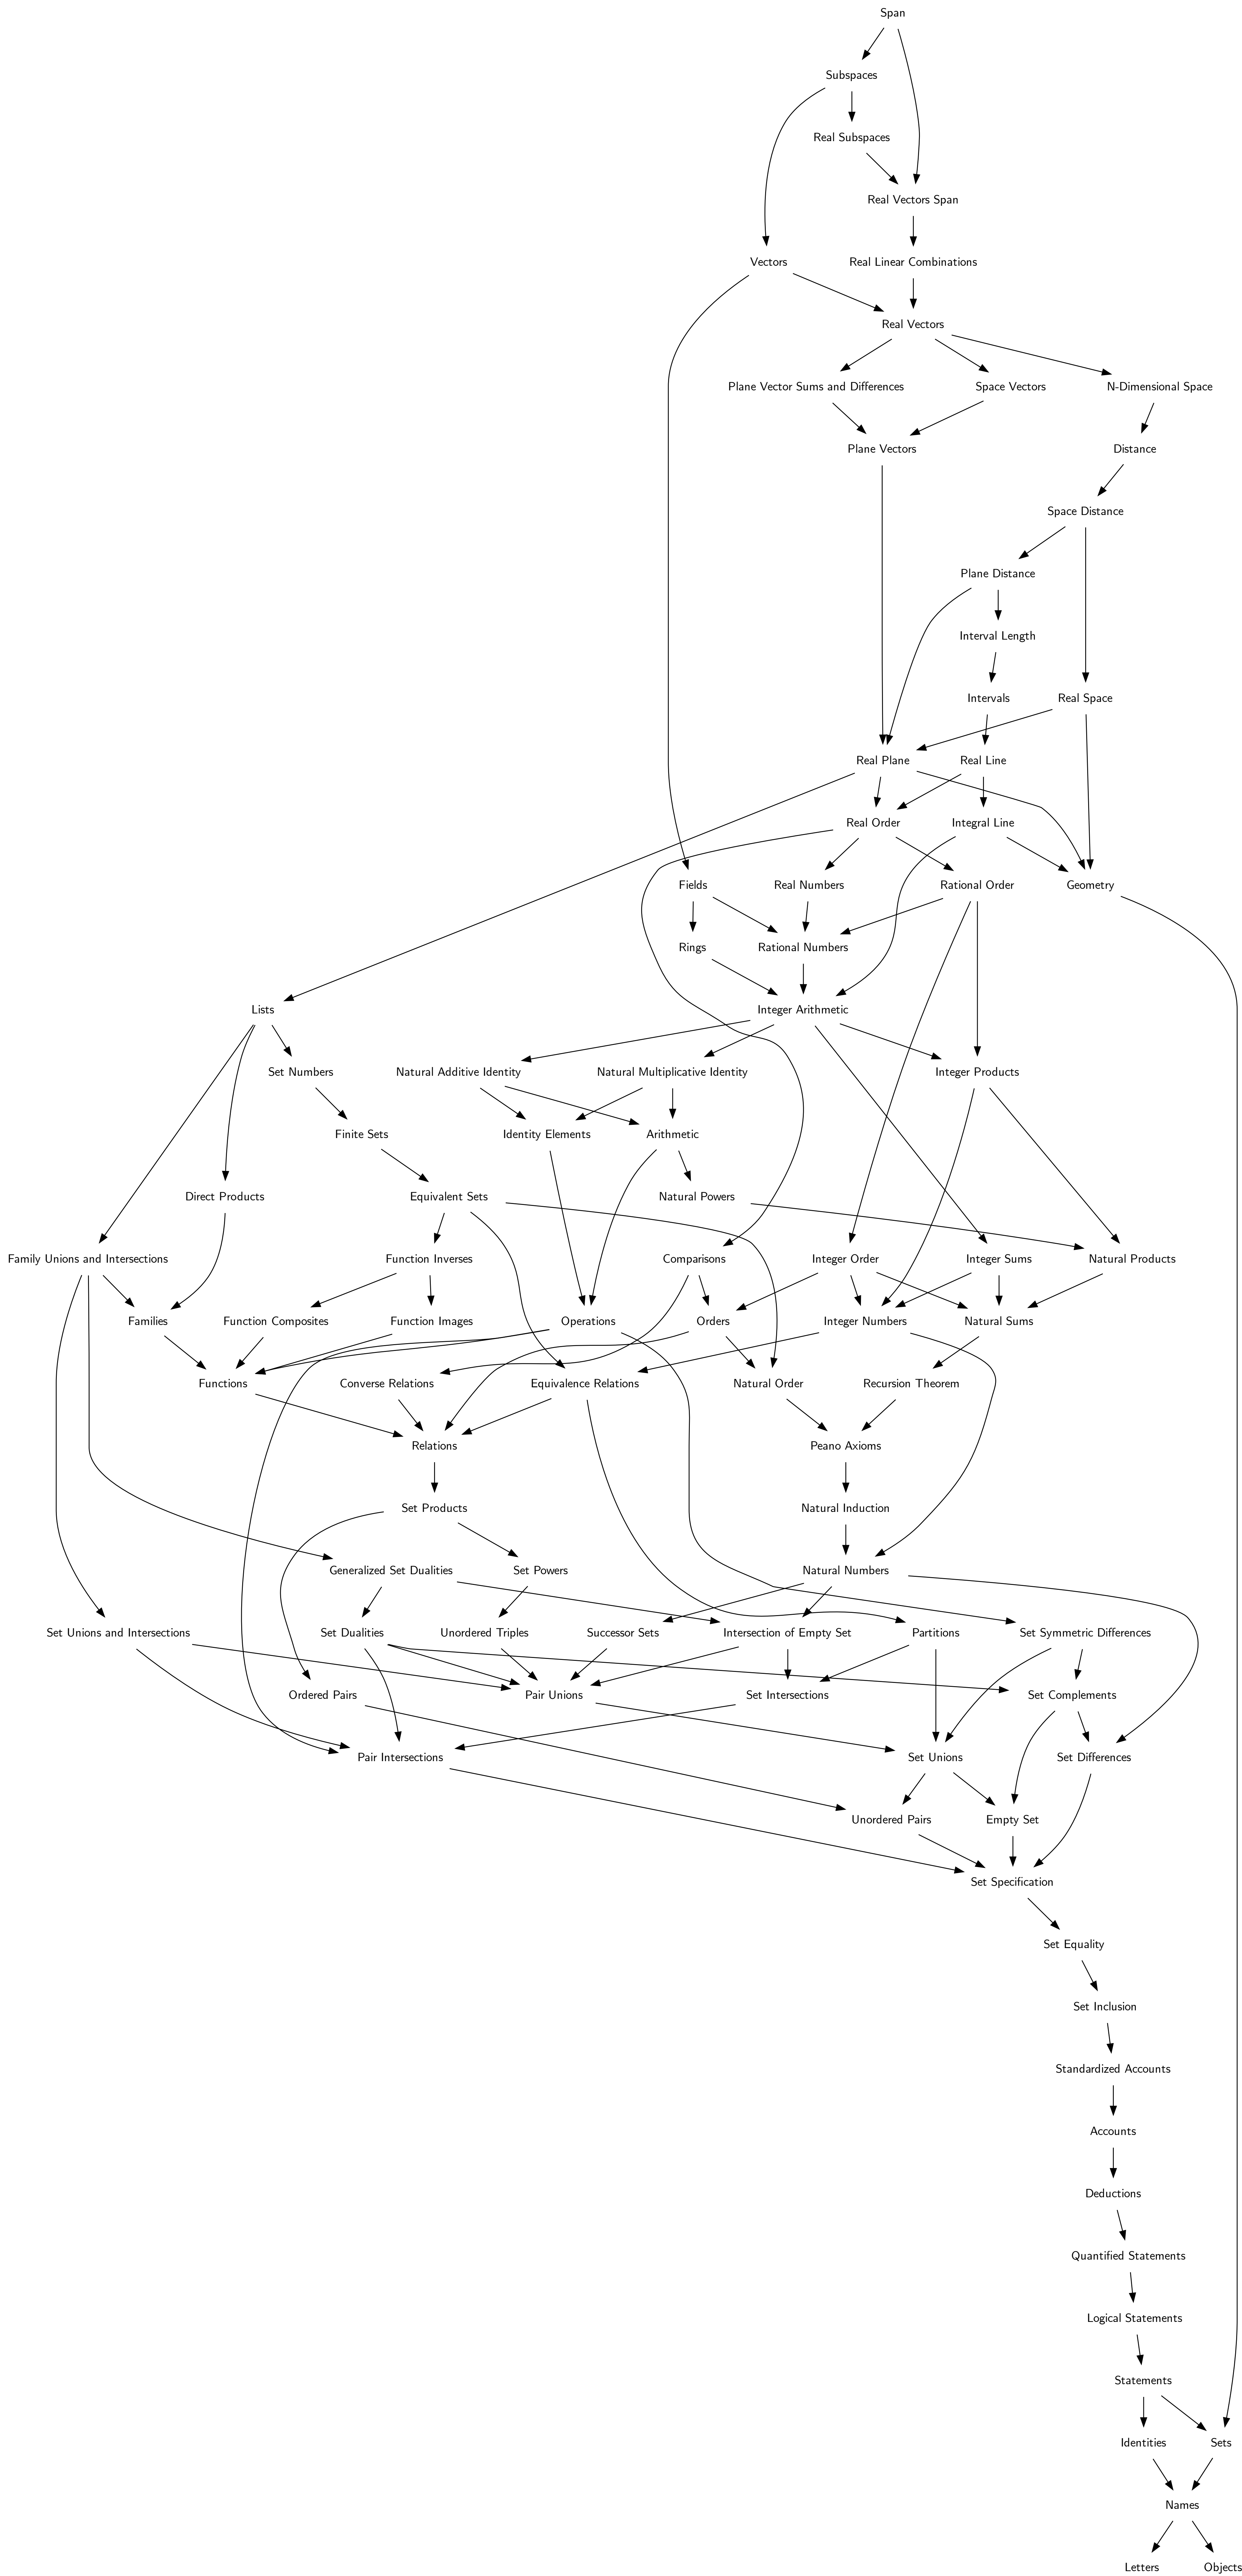 Span
Subspaces
Real Subspaces
Real Vectors Span
Vectors
Real Linear Combinations
Real Vectors
Plane Vector Sums and Differences
Space Vectors
N-Dimensional Space
Plane Vectors
Distance
Space Distance
Plane Distance
Interval Length
Intervals
Real Space
Real Plane
Real Line
Real Order
Integral Line
Fields
Real Numbers
Rational Order
Geometry
Rings
Rational Numbers
Lists
Integer Arithmetic
Set Numbers
Natural Additive Identity
Natural Multiplicative Identity
Integer Products
Finite Sets
Identity Elements
Arithmetic
Direct Products
Equivalent Sets
Natural Powers
Family Unions and Intersections
Function Inverses
Comparisons
Integer Order
Integer Sums
Natural Products
Families
Function Composites
Function Images
Operations
Orders
Integer Numbers
Natural Sums
Functions
Converse Relations
Equivalence Relations
Natural Order
Recursion Theorem
Relations
Peano Axioms
Set Products
Natural Induction
Generalized Set Dualities
Set Powers
Natural Numbers
Set Unions and Intersections
Set Dualities
Unordered Triples
Successor Sets
Intersection of Empty Set
Partitions
Set Symmetric Differences
Ordered Pairs
Pair Unions
Set Intersections
Set Complements
Pair Intersections
Set Unions
Set Differences
Unordered Pairs
Empty Set
Set Specification
Set Equality
Set Inclusion
Standardized Accounts
Accounts
Deductions
Quantified Statements
Logical Statements
Statements
Identities
Sets
Names
Letters
Objects